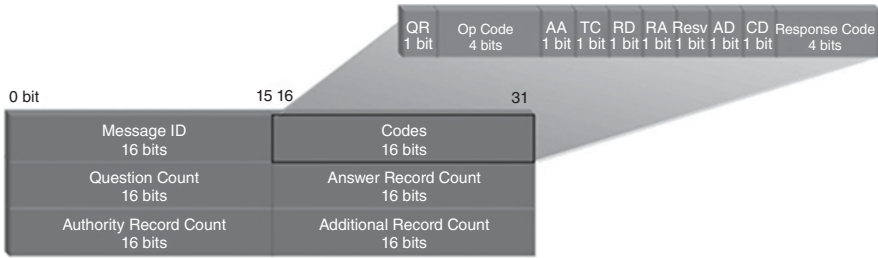 QR Op Code AA TC RD RA Resv AD CD Response Code
1 bit 4 bits 1 bit 1 bit 1 bit 1 bit 1 bit 1 bit 1 bit 4 bits
0 bit 15 16 31
Message ID Codes
16 bits 16 bits
Question Count Answer Record Count
16 bits 16 bits
Authority Record Count Additional Record Count
16 bits 16 bits